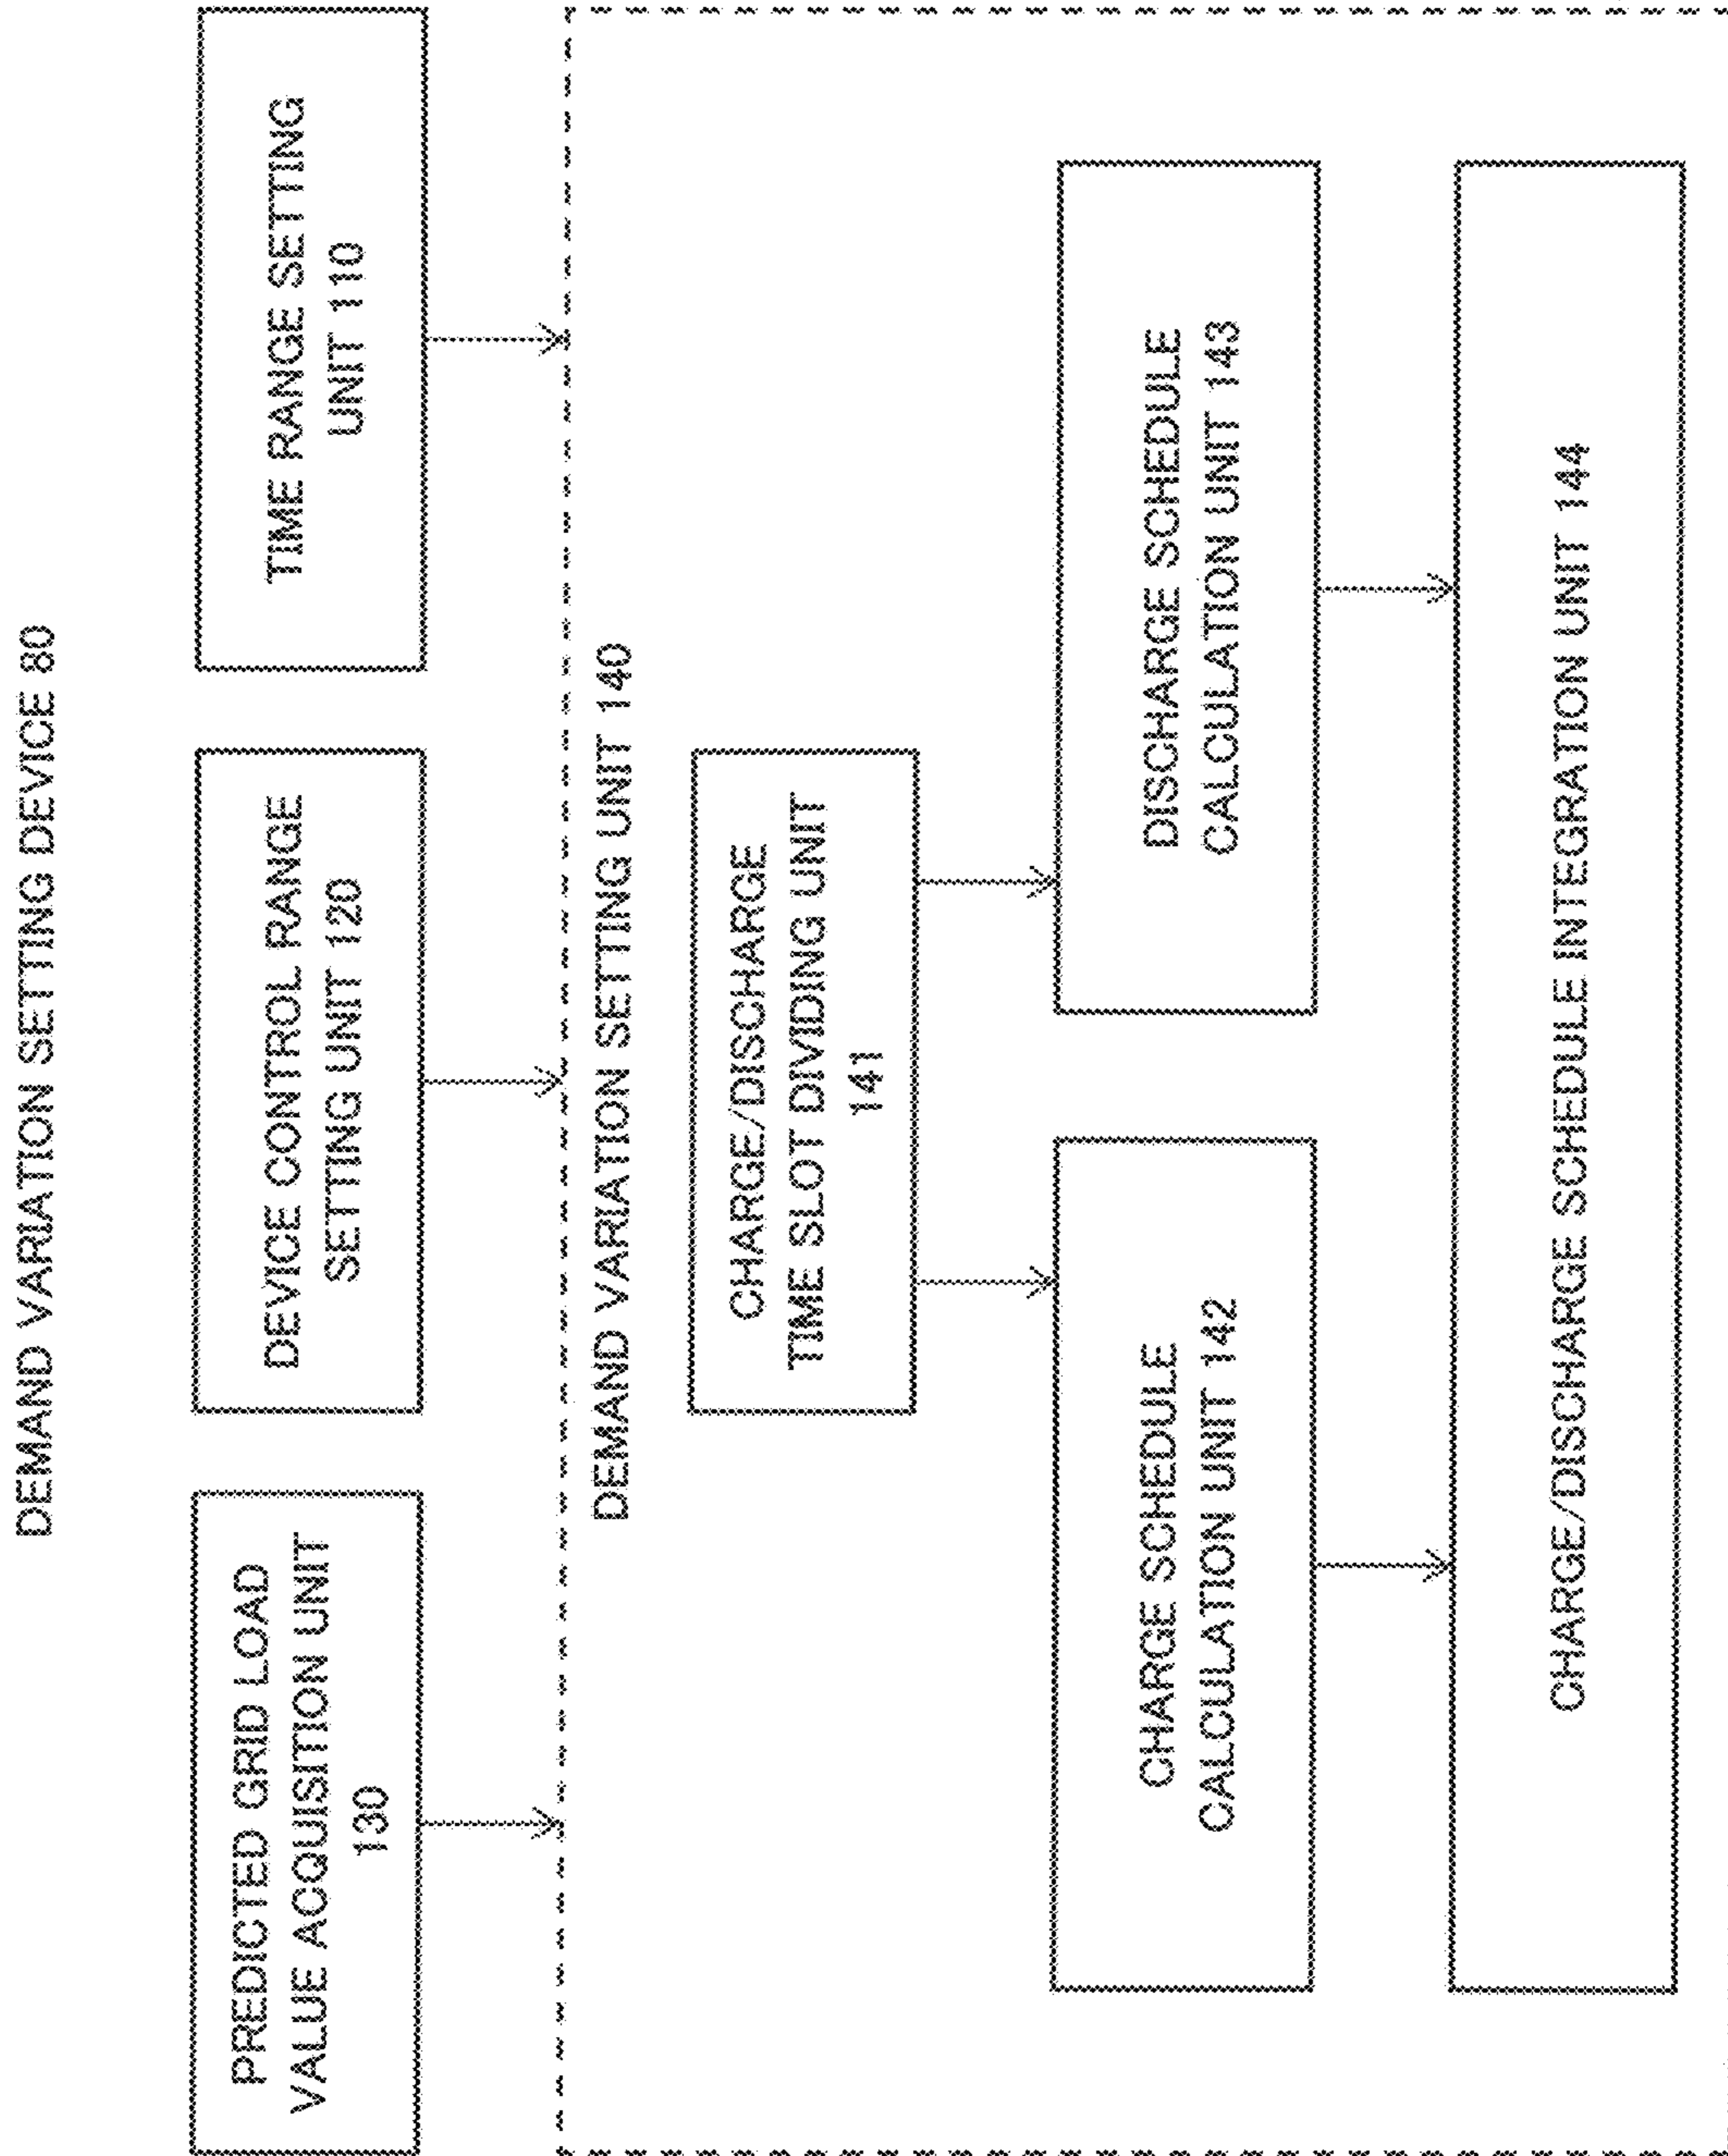 DEMAND VARIATION SETTING DEVICE 80
PREDICTED GRID LOAD
VALUE ACQUISITION UNIT
130
DEVICE CONTROL RANGE
SETTING UNIT 120
TIME RANGE SETTING
UNIT 110
DEMAND VARIATION SETTING UNIT 140
CHARGE/DISCHARGE
TIME SLOT DIVIDING UNIT
141
CHARGE SCHEDULE
CALCULATION UNIT 142
DISCHARGE SCHEDULE
CALCULATION UNIT 143
CHARGE/DISCHARGE SCHEDULE INTEGRATION UNIT 144